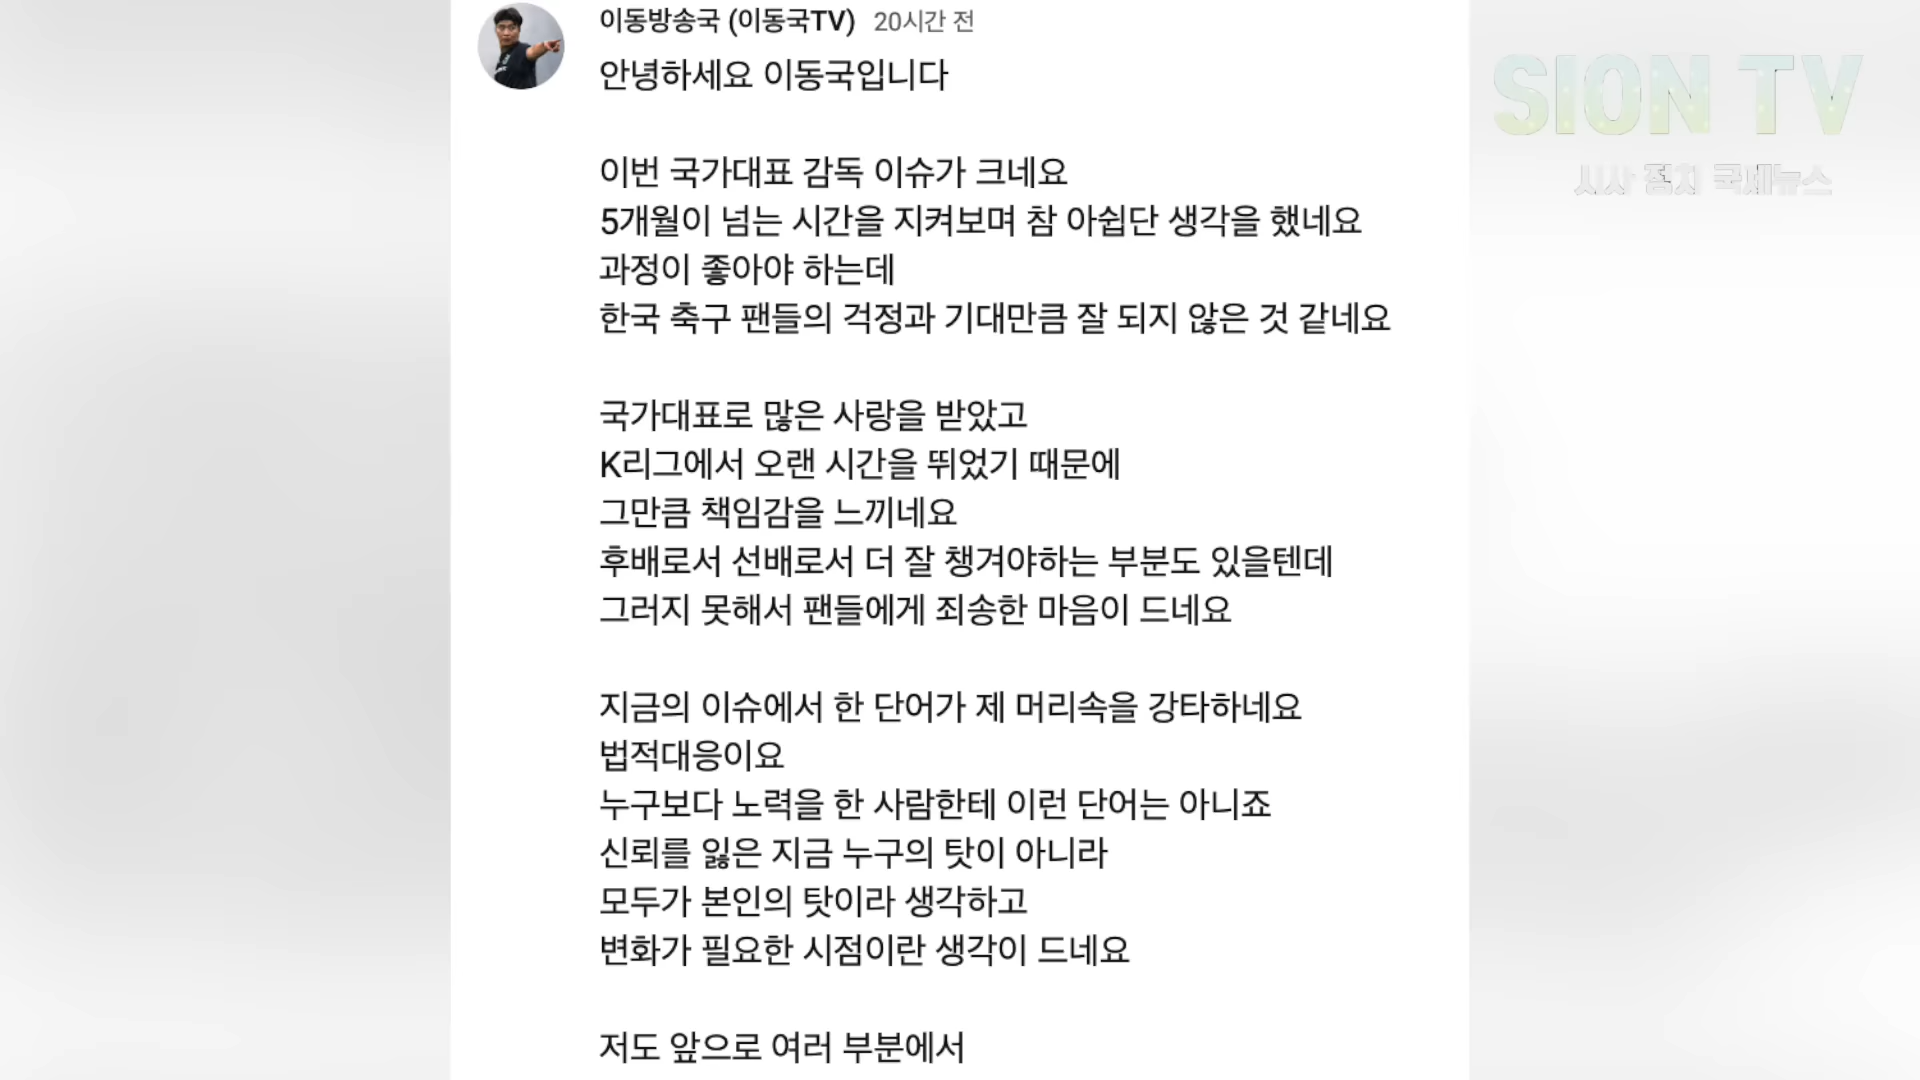 이동방송국 (이동국TV) 20시간 전
안녕하세요 이동국입니다
이번 국가대표 감독 이슈가 크네요
5개월이 넘는 시간을 지켜보며 참 아쉽단 생각을 했네요
과정이 좋아야 하는데
한국 축구 팬들의 걱정과 기대만큼 잘 되지 않은 것 같네요
국가대표로 많은 사랑을 받았고
K리그에서 오랜 시간을 뛰었기 때문에
그만큼 책임감을 느끼네요
후배로서 선배로서 더 잘 챙겨야하는 부분도 있을텐데
그러지 못해서 팬들에게 죄송한 마음이 드네요
지금의 이슈에서 한 단어가 제 머리속을 강타하네요
법적대응이요
누구보다 노력을 한 사람한테 이런 단어는 아니죠
신뢰를 잃은 지금 누구의 탓이 아니라
모두가 본인의 탓이라 생각하고
변화가 필요한 시점이란 생각이 드네요
저도 앞으로 여러 부분에서
SION TV
시사 정치 국제뉴스